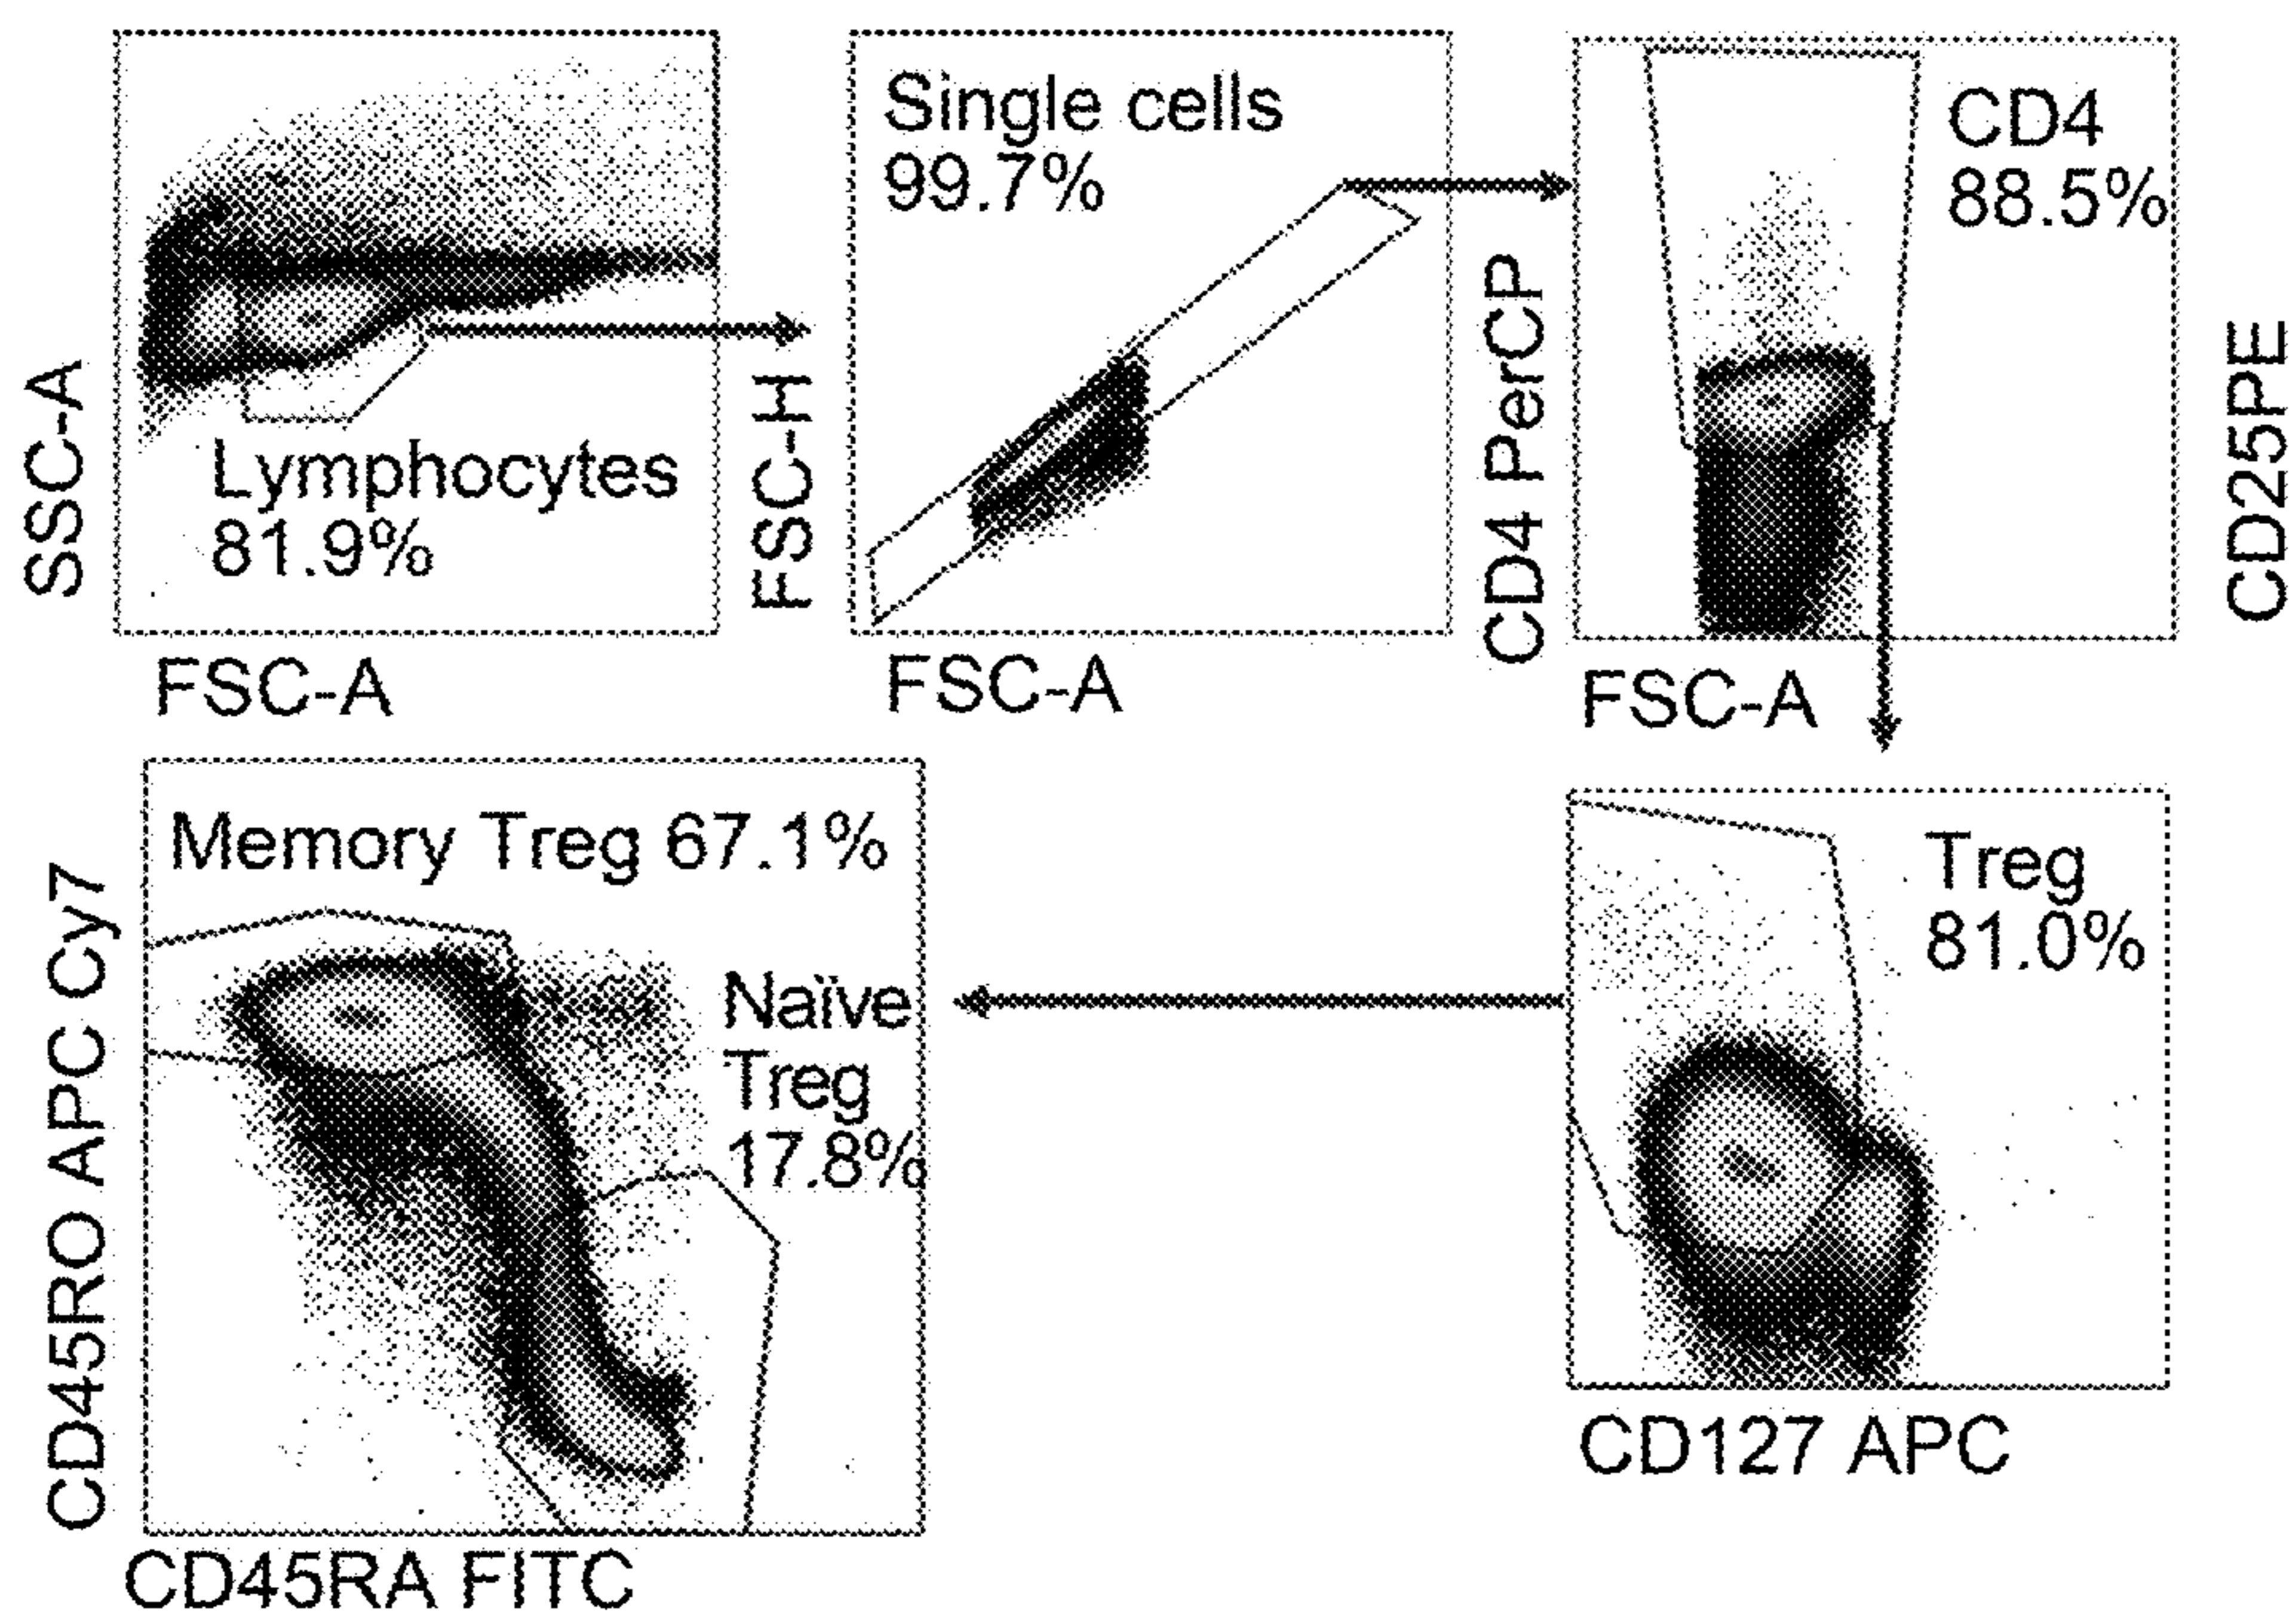 SSC-A
Lymphocytes
81.9%
FSC-A
FSC-H
Single cells
99.7%
FSC-A
CD4 PerCP
CD4
88.5%
FSC-A
CD25PE
CD45RO APC Cy7
Memory Treg 67.1%
Naïve
Treg
17.8%
CD45RA FITC
Treg
81.0%
CD127 APC